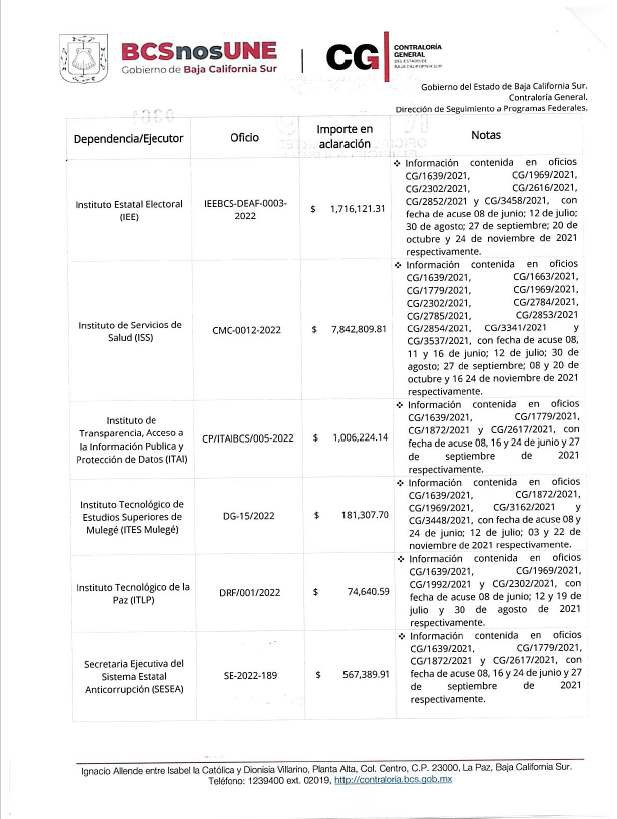 BCSnosUNE
Gobierno de Baja California Sur
CG
CONTRALORÍA
GENERAL
DEL ESTADO DE
BAJA CALIFORNIA SUR
Gobierno del Estado de Baja California Sur.
Contraloría General.
Dirección de Seguimiento a Programas Federales.
Dependencia/Ejecutor
Oficio
Importe en
aclaración
Notas
Instituto Estatal Electoral
(IEE)
IEEBCS-DEAF-0003-
2022
$ 1,716,121.31
❖ Información contenida en oficios
CG/1639/2021, CG/1969/2021,
CG/2302/2021, CG/2616/2021,
CG/2852/2021 y CG/3458/2021, con
fecha de acuse 08 de junio; 12 de julio;
30 de agosto; 27 de septiembre; 20 de
octubre y 24 de noviembre de 2021
respectivamente.
Instituto de Servicios de
Salud (ISS)
CMC-0012-2022
$ 7,842,809.81
❖ Información contenida en oficios
CG/1639/2021, CG/1663/2021,
CG/1779/2021, CG/1969/2021,
CG/2302/2021, CG/2784/2021,
CG/2785/2021, CG/2853/2021
CG/2854/2021, CG/3341/2021 y
CG/3537/2021, con fecha de acuse 08,
11 y 16 de junio; 12 de julio; 30 de
agosto; 27 de septiembre; 08 y 20 de
octubre y 16 24 de noviembre de 2021
respectivamente.
Instituto de
Transparencia, Acceso a
la Información Publica y
Protección de Datos (ITAI)
CP/ITAIBCS/005-2022
$ 1,006,224.14
❖ Información contenida en oficios
CG/1639/2021, CG/1779/2021,
CG/1872/2021 y CG/2617/2021, con
fecha de acuse 08, 16 y 24 de junio y 27
de septiembre de 2021
respectivamente.
Instituto Tecnológico de
Estudios Superiores de
Mulegé (ITES Mulegé)
DG-15/2022
$ 181,307.70
❖ Información contenida en oficios
CG/1639/2021, CG/1872/2021,
CG/1969/2021, CG/3162/2021 y
CG/3448/2021, con fecha de acuse 08 y
24 de junio; 12 de julio; 03 y 22 de
noviembre de 2021 respectivamente.
Instituto Tecnológico de la
Paz (ITLP)
DRF/001/2022
$ 74,640.59
❖ Información contenida en oficios
CG/1639/2021, CG/1969/2021,
CG/1992/2021 y CG/2302/2021, con
fecha de acuse 08 de junio; 12 y 19 de
julio y 30 de agosto de 2021
respectivamente.
Secretaria Ejecutiva del
Sistema Estatal
Anticorrupción (SESEA)
SE-2022-189
$ 567,389.91
❖ Información contenida en oficios
CG/1639/2021, CG/1779/2021,
CG/1872/2021 y CG/2617/2021, con
fecha de acuse 08, 16 y 24 de junio y 27
de septiembre de 2021
respectivamente.
Ignacio Allende entre Isabel la Católica y Dionisia Villarino, Planta Alta, Col. Centro, C.P. 23000, La Paz, Baja California Sur.
Teléfono: 1239400 ext. 02019, http://contraloria.bcs.gob.mx